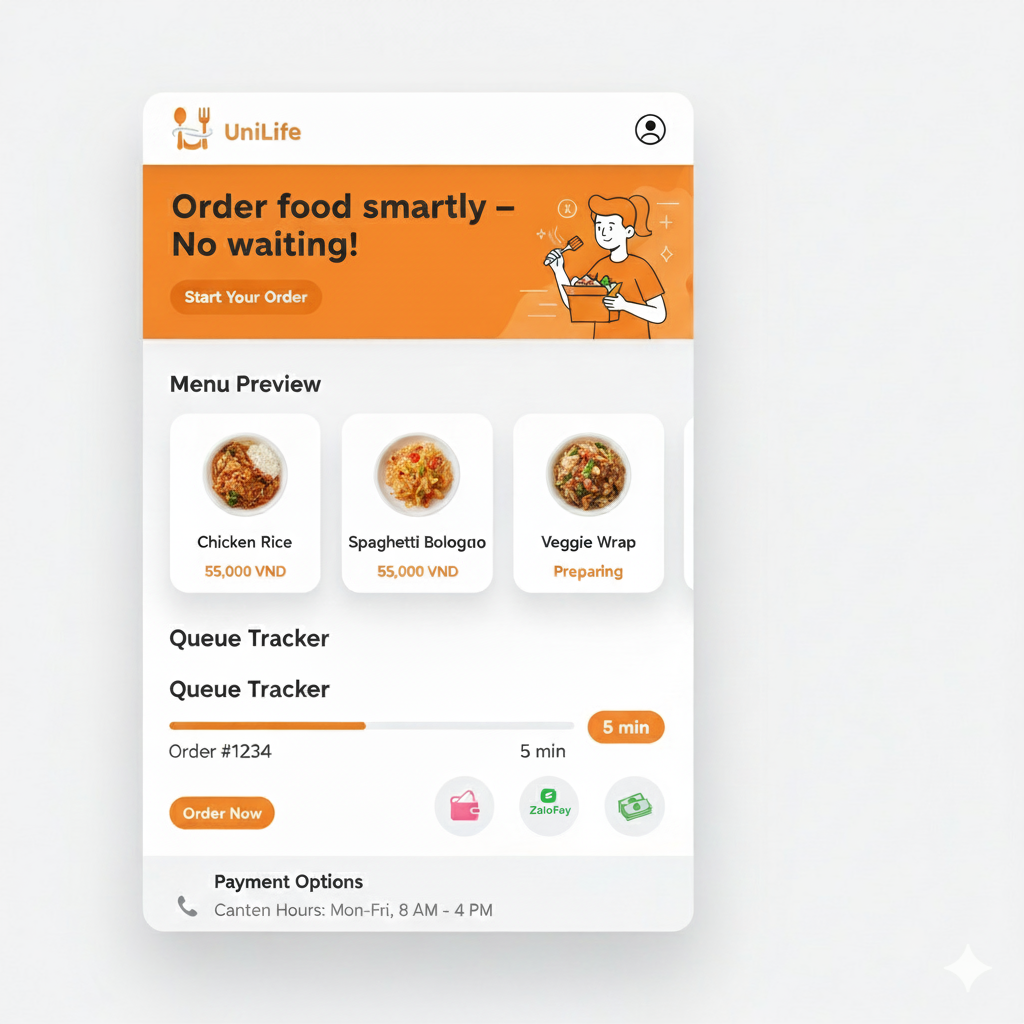 UniLife
Order food smartly –
No waiting!
Start Your Order
Menu Preview
Chicken Rice
55,000 VND
Spaghetti Bologɑo
55,000 VND
Veggie Wrap
Preparing
Queue Tracker
Queue Tracker
5 min
Order #1234
5 min
Order Now
ZaloFay
Payment Options
Canten Hours: Mon-Fri, 8 AM - 4 PM